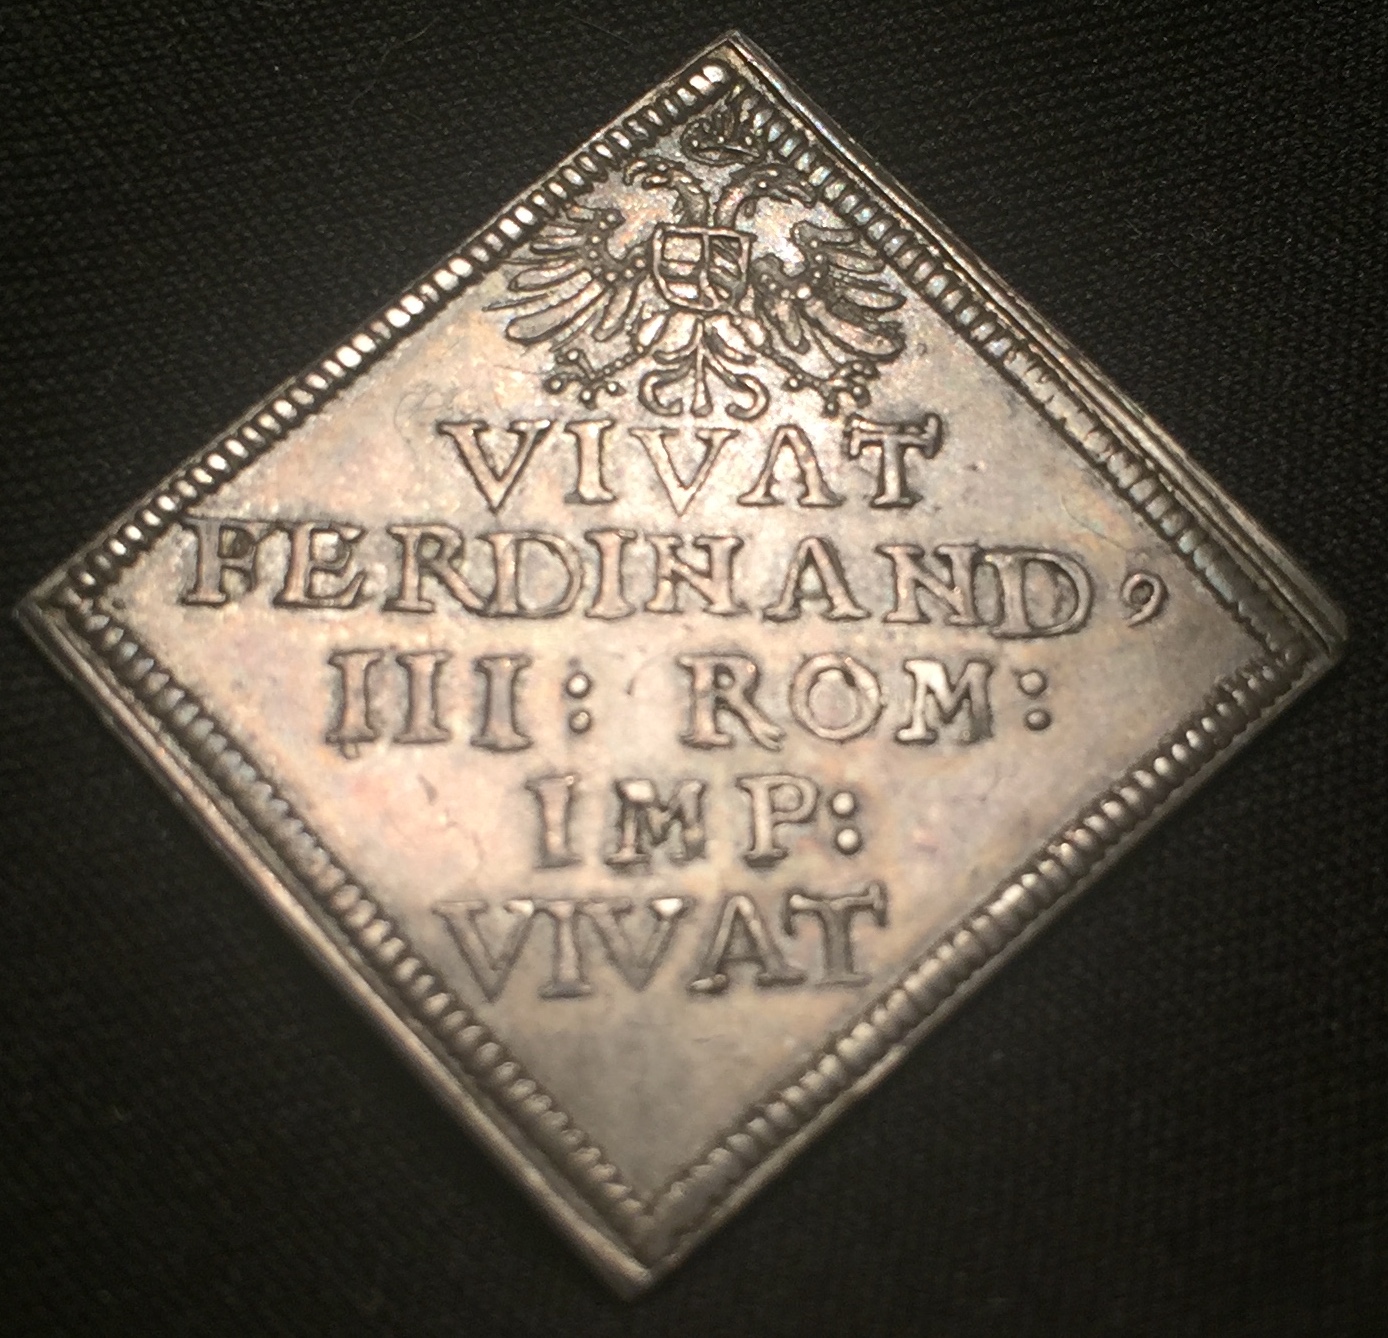 VIVAT
FERDINAND,
III: ROM:
IMP:
VIVAT